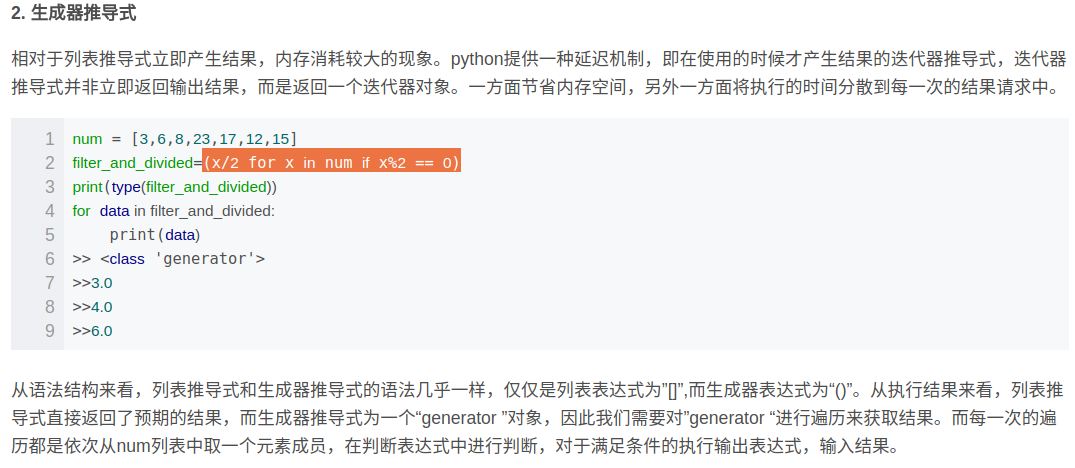 2. 生成器推导式
相对于列表推导式立即产生结果，内存消耗较大的现象。python提供一种延迟机制，即在使用的时候才产生结果的迭代器推导式，迭代器
推导式并非立即返回输出结果，而是返回一个迭代器对象。一方面节省内存空间，另外一方面将执行的时间分散到每一次的结果请求中。
1 num = [3,6,8,23,17,12,15]
2 filter_and_divided=(x/2 for x in num if x%2 == 0)
3 print(type(filter_and_divided))
4 for data in filter_and_divided:
5     print(data)
6 >> <class 'generator'>
7 >>3.0
8 >>4.0
9 >>6.0
从语法结构来看，列表推导式和生成器推导式的语法几乎一样，仅仅是列表表达式为”[]”,而生成器表达式为“()”。从执行结果来看，列表推
导式直接返回了预期的结果，而生成器推导式为一个“generator ”对象，因此我们需要对”generator “进行遍历来获取结果。而每一次的遍
历都是依次从num列表中取一个元素成员，在判断表达式中进行判断，对于满足条件的执行输出表达式，输入结果。